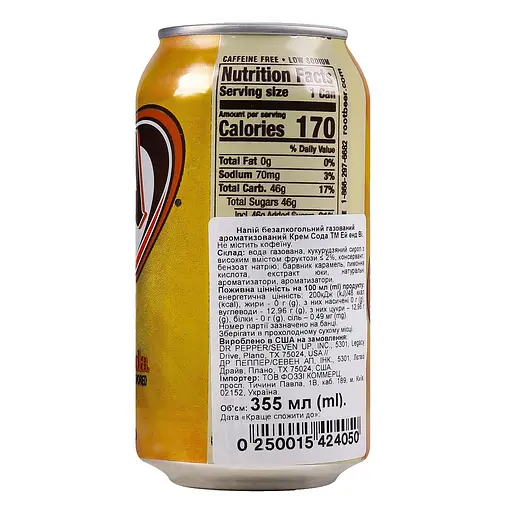 CAFFEINE FREE • LOW SODIUM
Nutrition Facts
Serving size 1 Can
Amount per serving
Calories 170
% Daily Value
Total Fat 0g 0%
Sodium 70mg 3%
Total Carb. 46g 17%
Total Sugars 46g
Incl. 46g Added Sugars
1-866-297-6682 rootbeer.com
Напій безалкогольний газований
ароматизований Крем Сода ТМ Ей енд Ві.
Не містить кофеїну.
Склад: вода газована, кукурудзяний сироп з
високим вмістом фруктози ≤ 2%, консервант
бензоат натрію; барвник карамель, лимонна
кислота, екстракт юки, натуральні
ароматизатори, ароматизатори.
Поживна цінність на 100 мл (ml) продукту:
енергетична цінність: 200кДж (kJ)/48 ккал
(kcal), жири - 0 г (g), з них насичені 0 г (g),
вуглеводи - 12,96 г (g), з них цукри – 12,96 г
(g), білки - 0 г (g), сіль – 0,49 мг (mg).
Номер партії зазначено на банці.
Зберігати в прохолодному сухому місці.
Вироблено в США на замовлення:
DR PEPPER/SEVEN UP, INC., 5301, Legacy
Drive, Plano, TX 75024, USA //
ДР ПЕППЕР/СЕВЕН АП, ІНК., 5301, Легасі
Драйв, Плано, ТХ 75024, США
Імпортер: ТОВ ФОЗЗІ КОММЕРЦ,
просп. Тичини Павла, 1В, каб. 189, м. Київ,
02152, Україна.
Об'єм: 355 мл (ml).
Дата «Краще спожити до»:
0 250015 424050